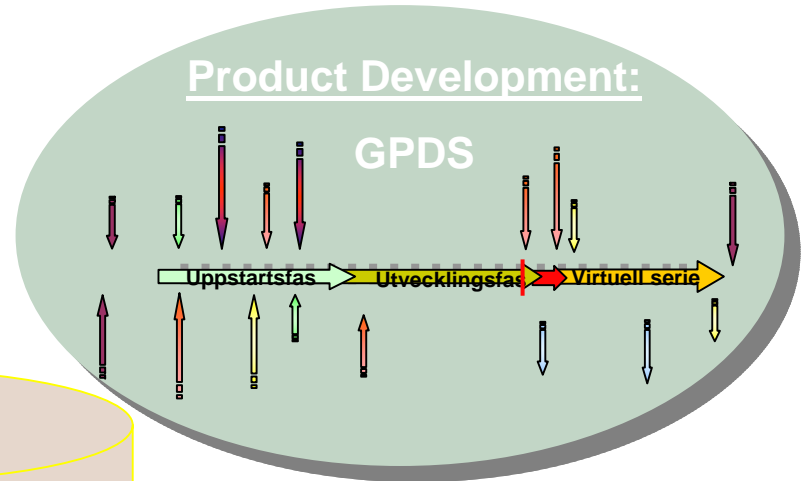 Product Development:
GPDS
Uppstartsfas Utvecklingsfas Virtuell serie